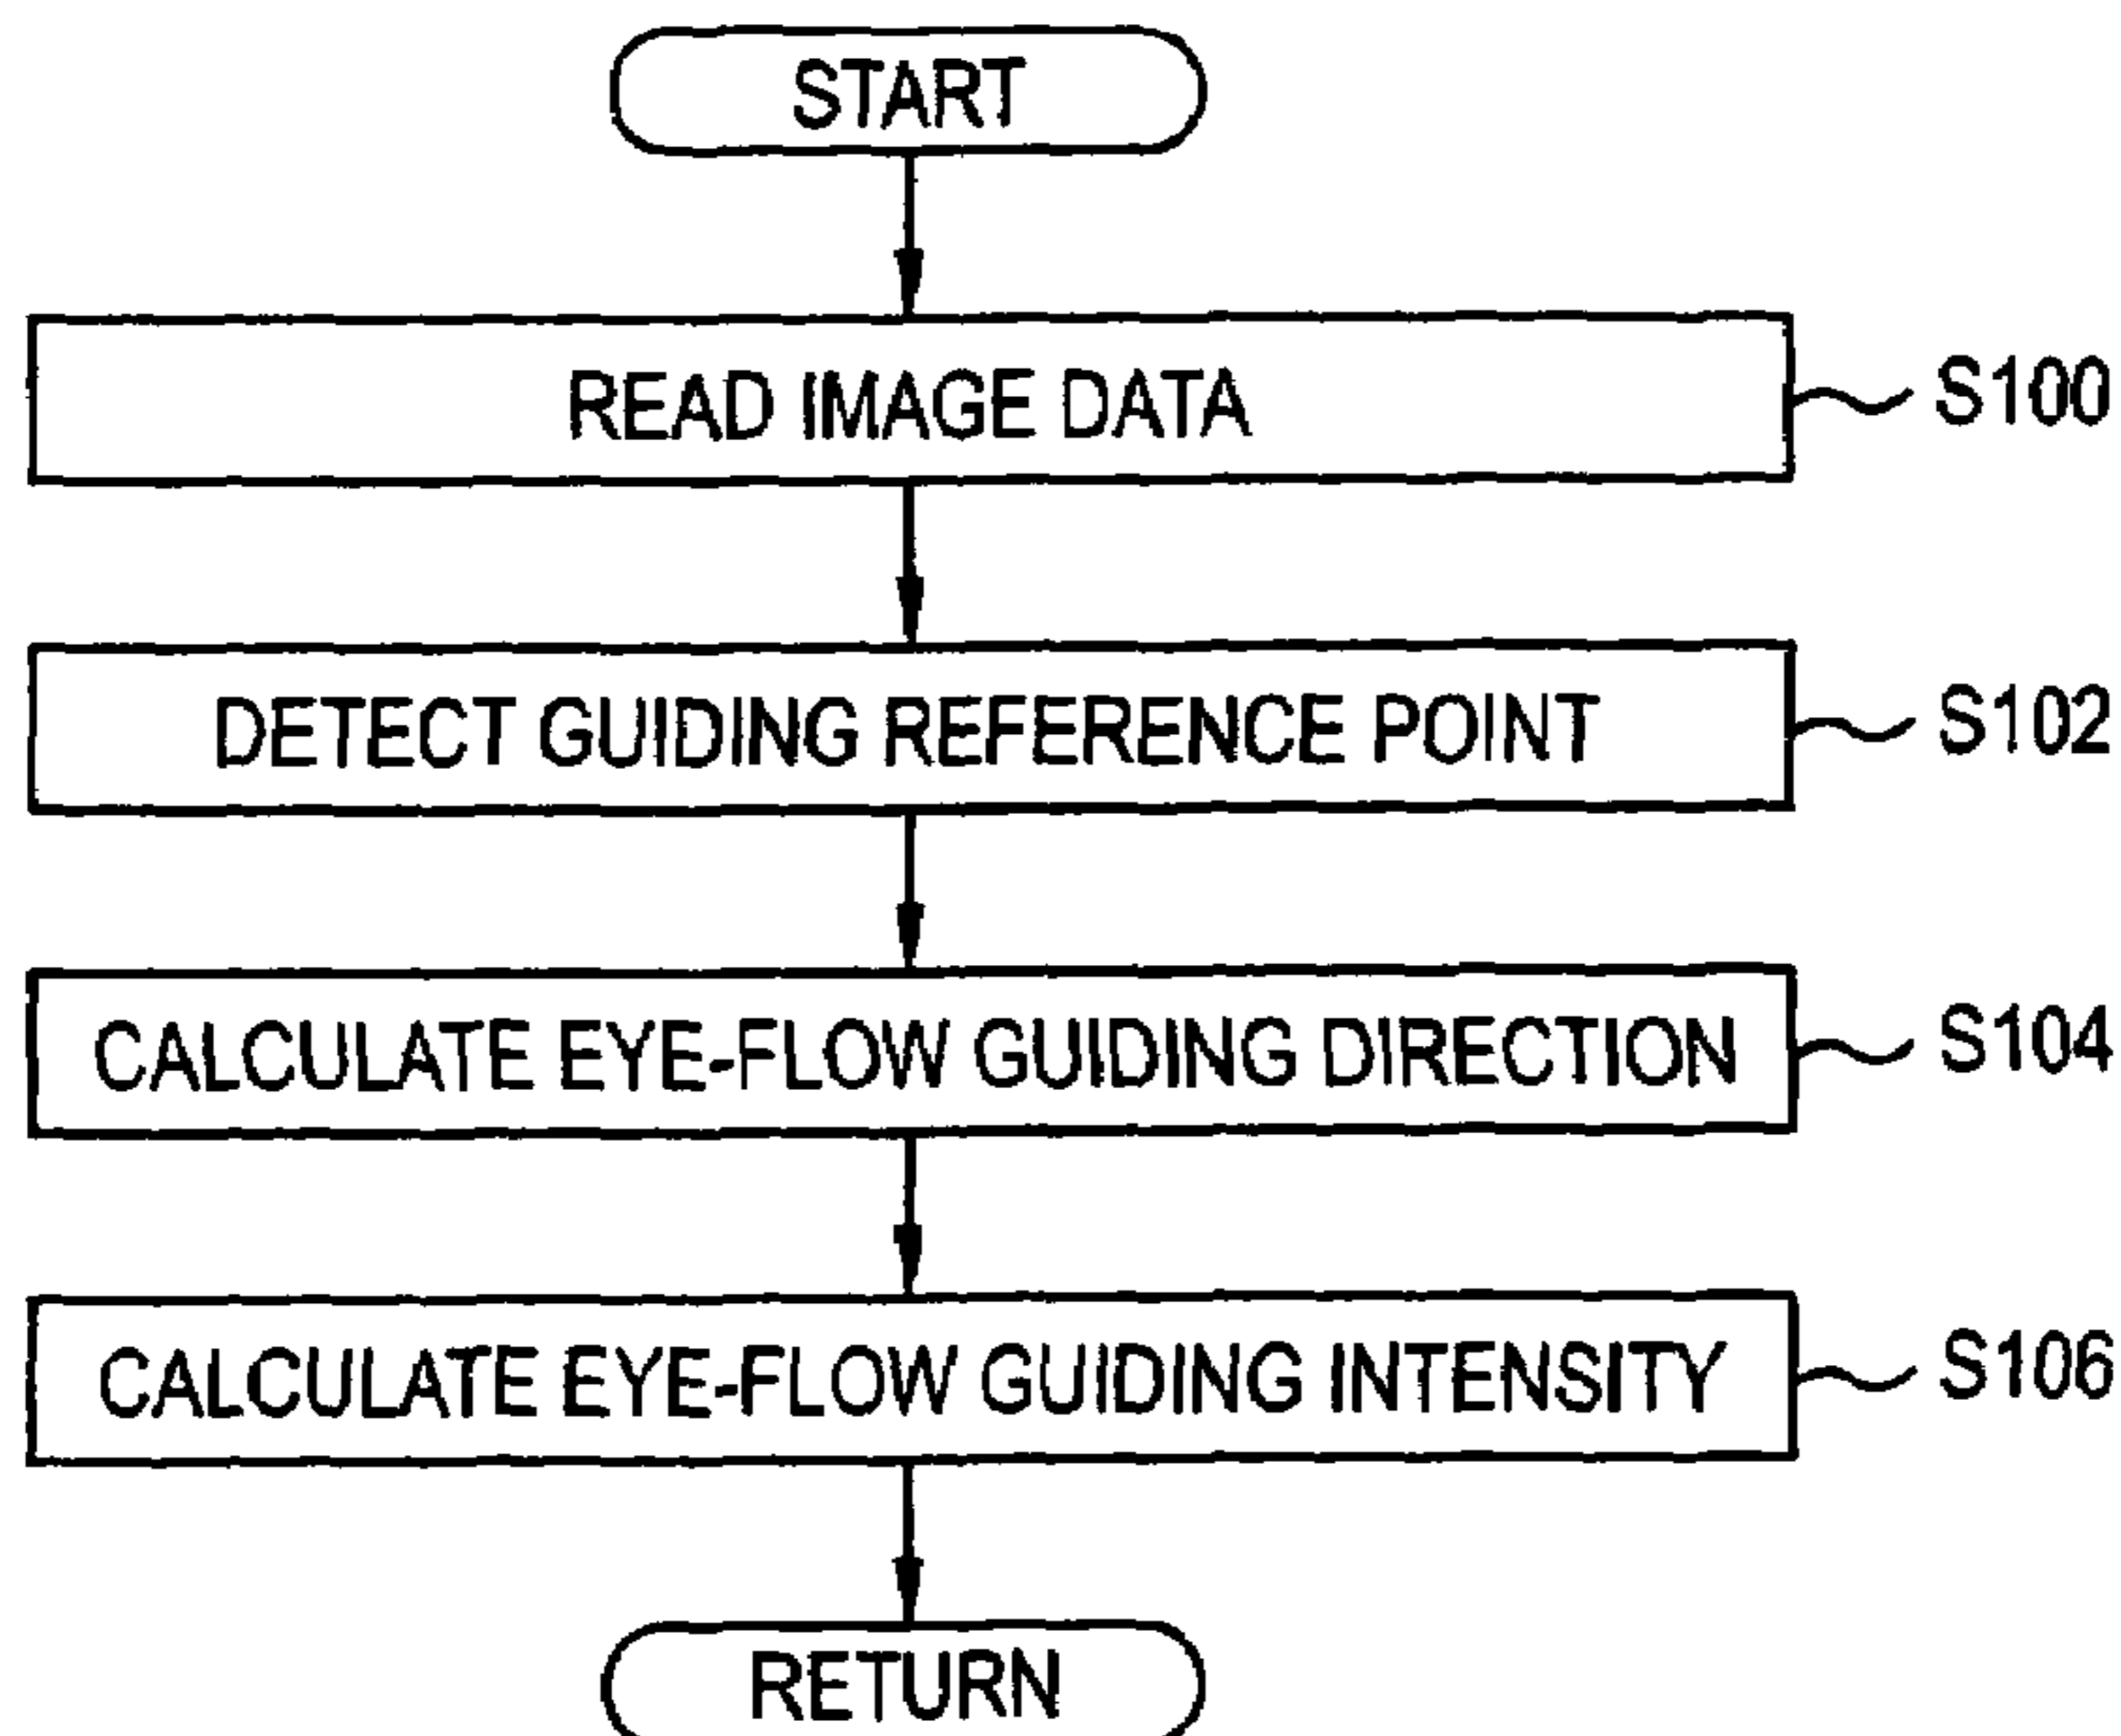 START
READ IMAGE DATA
S100
DETECT GUIDING REFERENCE POINT
S102
CALCULATE EYE-FLOW GUIDING DIRECTION
S104
CALCULATE EYE-FLOW GUIDING INTENSITY
S106
RETURN